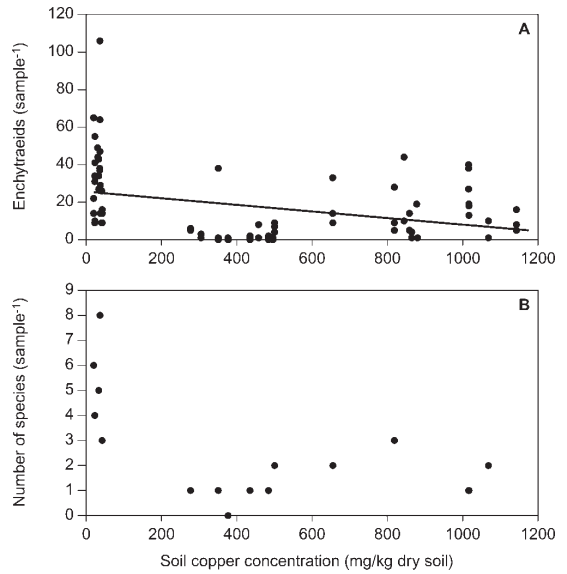 A
Enchytraeids (sample⁻¹)
120
100
80
60
40
20
0
0 200 400 600 800 1000 1200
B
Number of species (sample⁻¹)
9
8
7
6
5
4
3
2
1
0
0 200 400 600 800 1000 1200
Soil copper concentration (mg/kg dry soil)